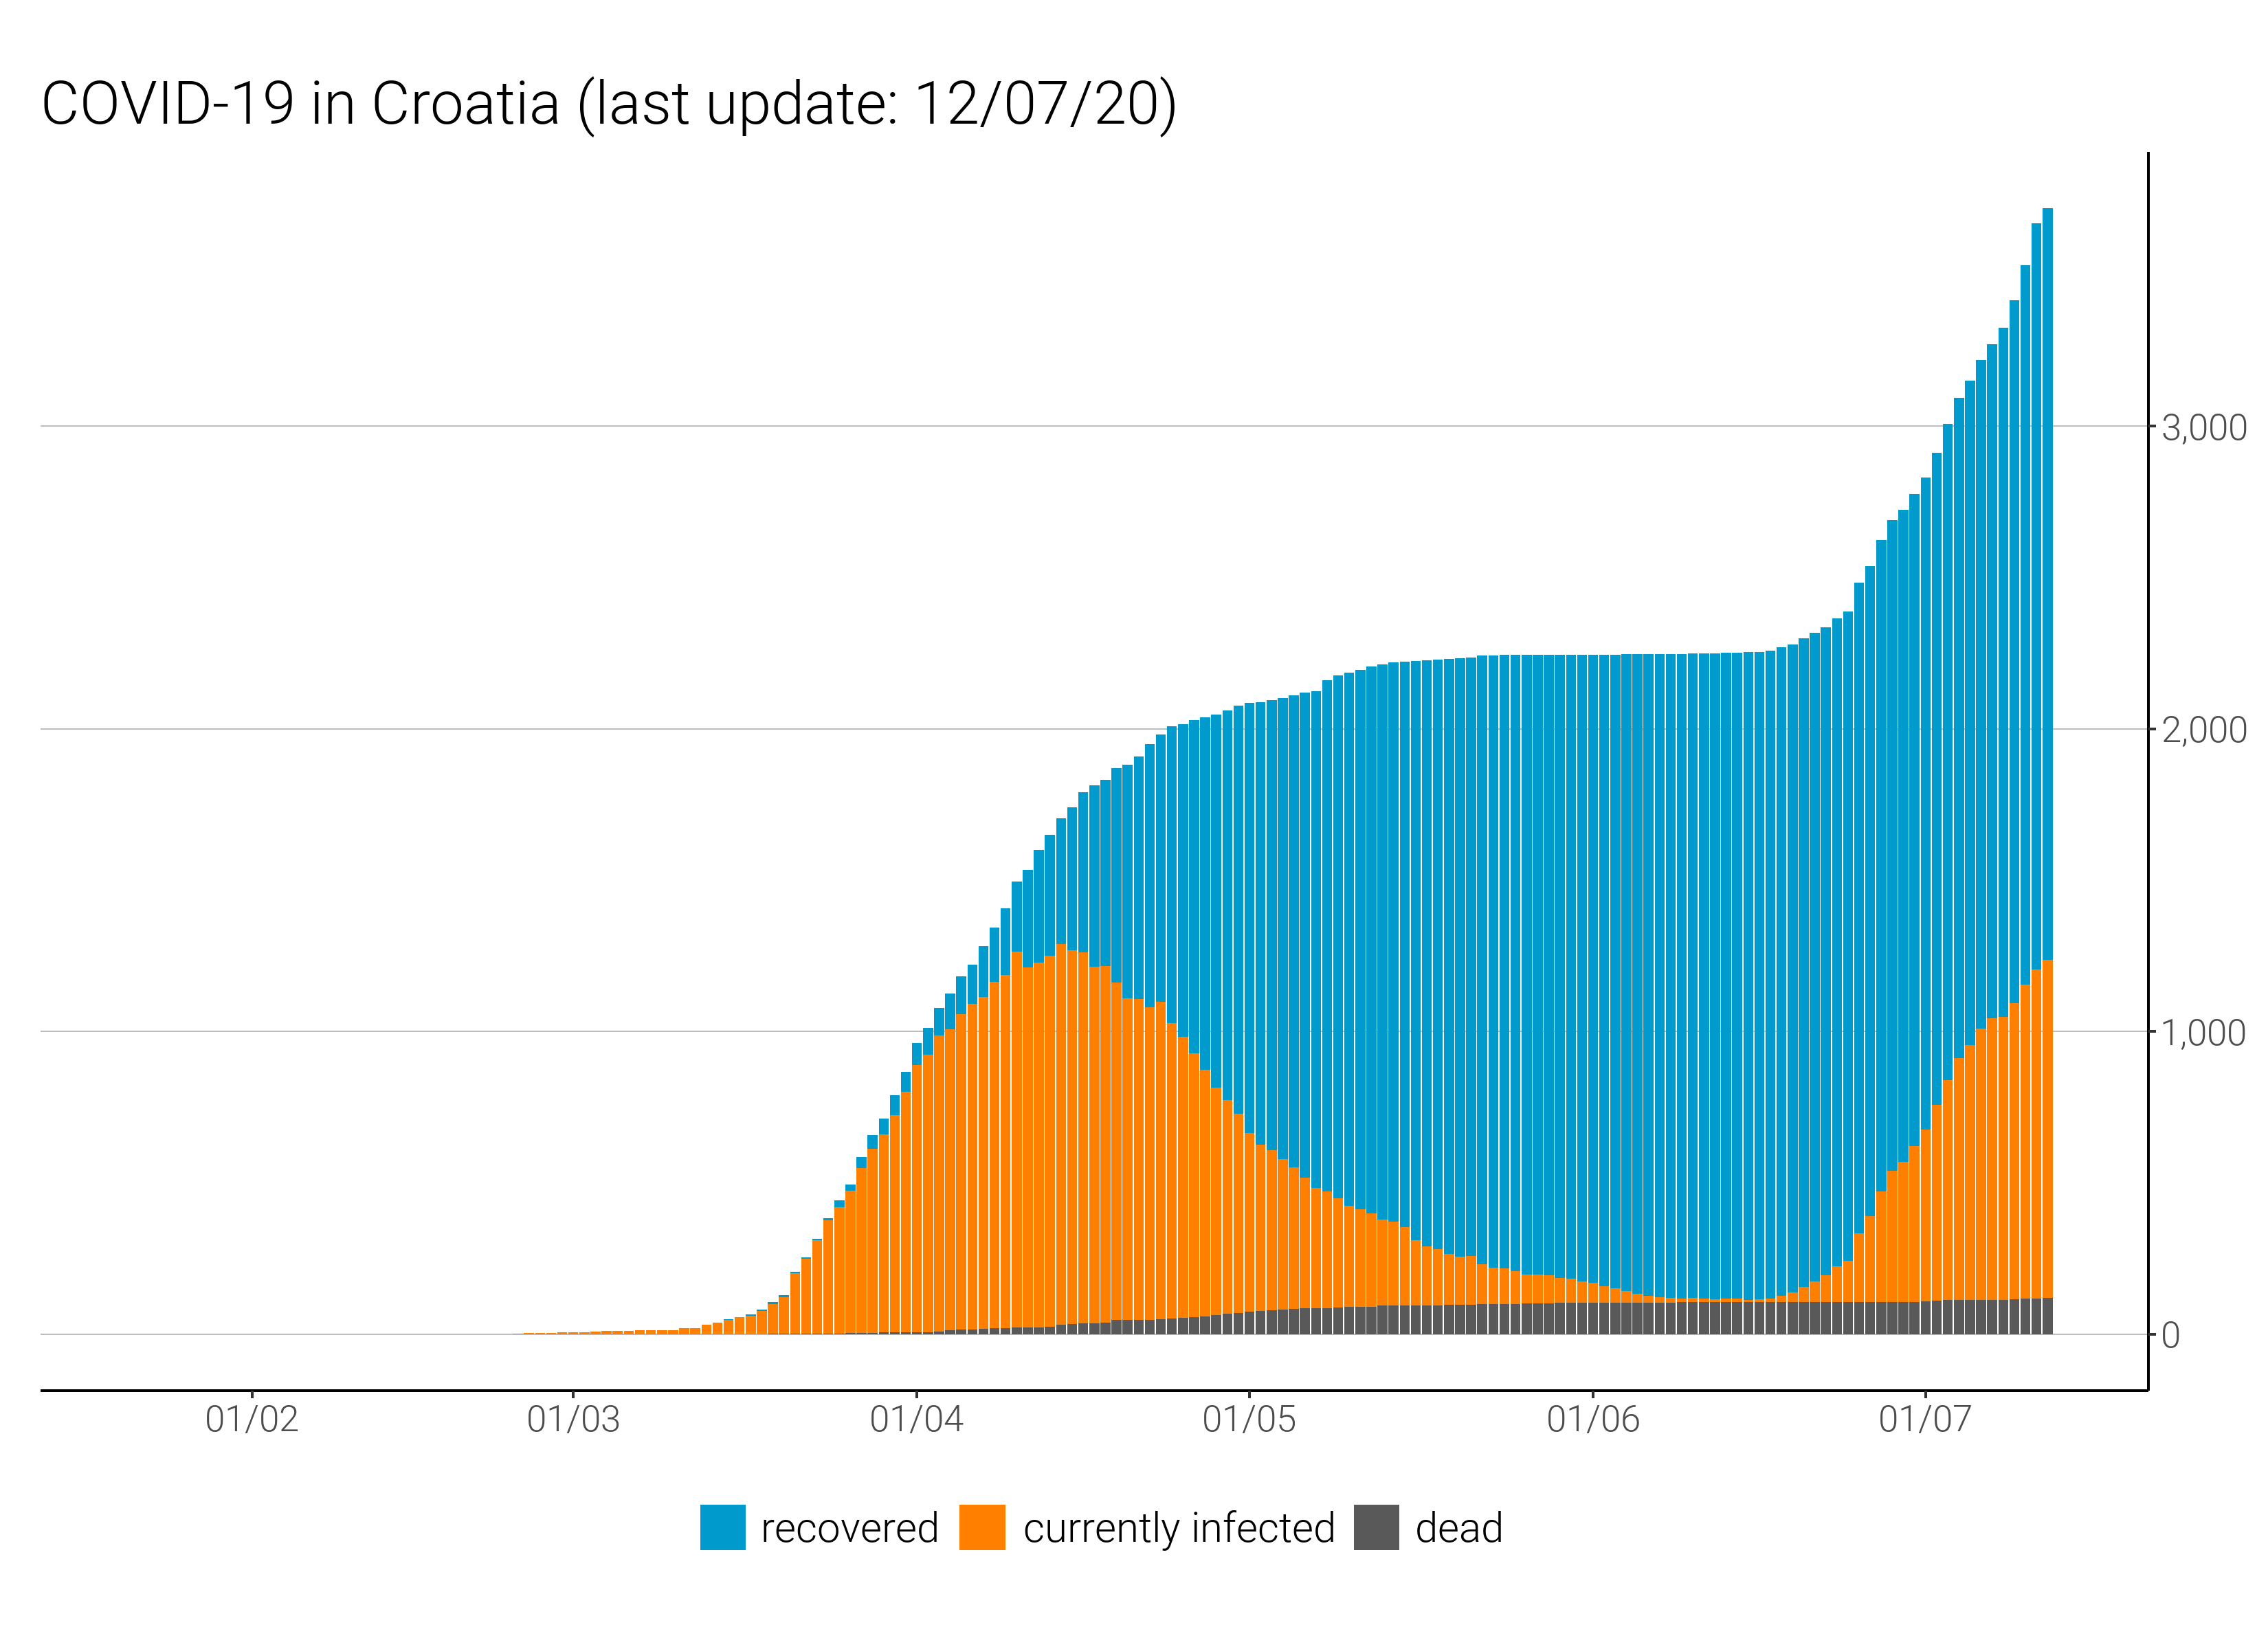 COVID-19 in Croatia (last update: 12/07/20)
3,000
2,000
1,000
0
01/02 01/03 01/04 01/05 01/06 01/07
recovered currently infected dead